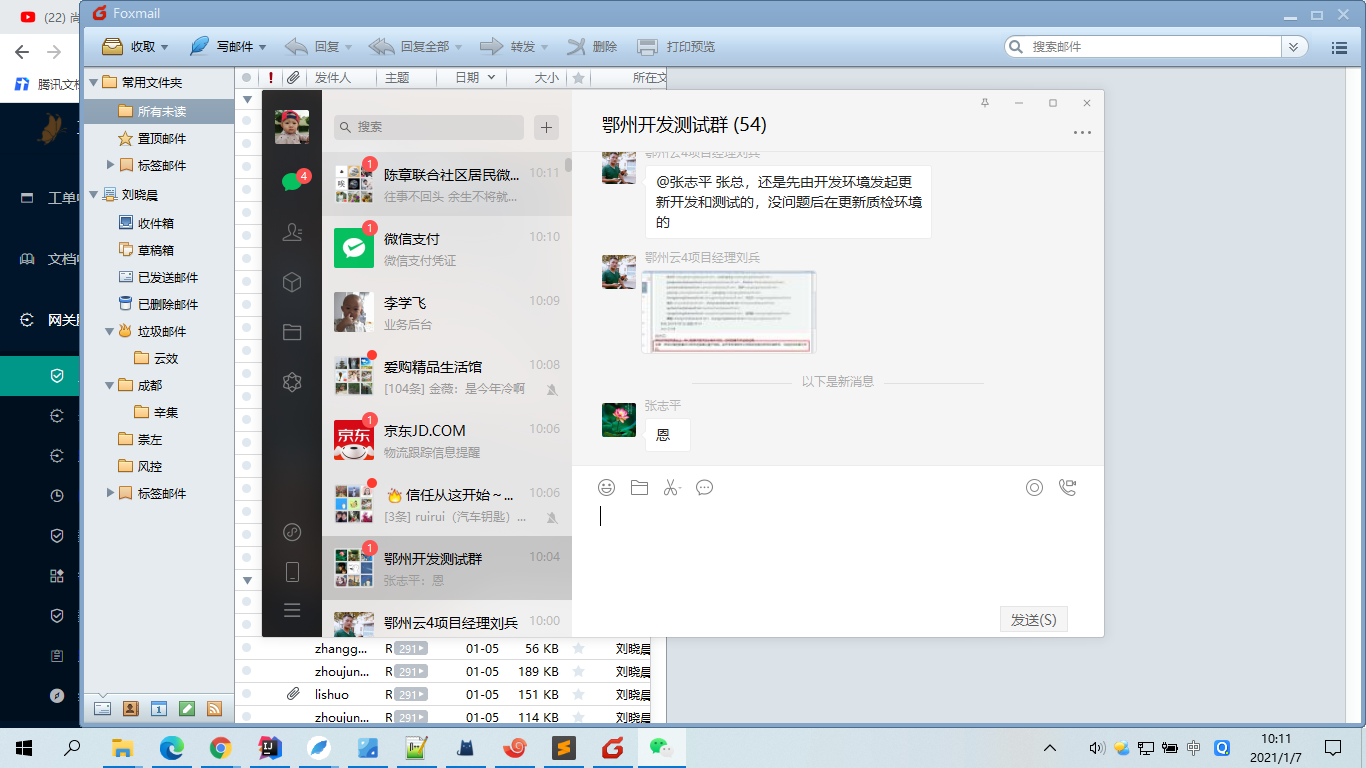 (22) 尚
Foxmail
收取
写邮件
回复
回复全部
转发
删除
打印预览
搜索邮件
腾讯文档
工单
文档
网关
常用文件夹
所有未读
置顶邮件
标签邮件
刘晓晨
收件箱
草稿箱
已发送邮件
已删除邮件
垃圾邮件
云效
成都
辛集
崇左
风控
标签邮件
发件人
主题
日期
大小
所在文
搜索
4
陈章联合社区居民微...
10:11
往事不回头 余生不将就...
1
微信支付
10:10
微信支付凭证
1
李学飞
10:09
业务后台
爱购精品生活馆
10:08
[104条] 金薇：是今年冷啊
京东
京东JD.COM
10:06
物流跟踪信息提醒
1
信任从这开始～...
10:06
[3条] ruirui（汽车钥匙）...
鄂州开发测试群
10:04
张志平：恩
1
鄂州云4项目经理刘兵
10:00
鄂州开发测试群 (54)
鄂州云4项目经理刘兵
@张志平 张总，还是先由开发环境发起更
新开发和测试的，没问题后在更新质检环境
的
鄂州云4项目经理刘兵
以下是新消息
张志平
恩
发送(S)
zhangg... R 291 01-05 56 KB 刘晓晨
zhoujun... R 291 01-05 189 KB 刘晓晨
lishuo R 291 01-05 151 KB 刘晓晨
zhoujun... R 291 01-05 114 KB 刘晓晨
中
10:11
2021/1/7